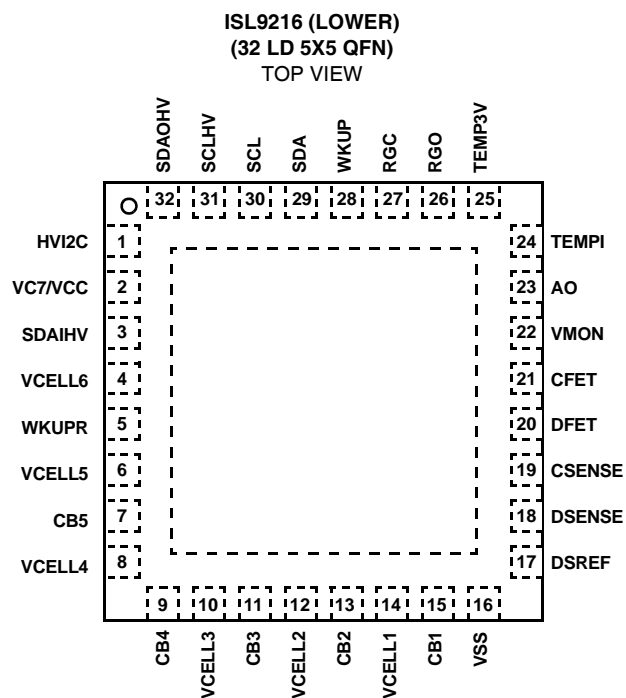 ISL9216 (LOWER)
(32 LD 5X5 QFN)
TOP VIEW
SDAOHV
SCLHV
SCL
SDA
WKUP
RGC
RGO
TEMP3V
32 31 30 29 28 27 26 25
HVI2C 1
VC7/VCC 2
SDAIHV 3
VCELL6 4
WKUPR 5
VCELL5 6
CB5 7
VCELL4 8
24 TEMPI
23 AO
22 VMON
21 CFET
20 DFET
19 CSENSE
18 DSENSE
17 DSREF
9 10 11 12 13 14 15 16
CB4
VCELL3
CB3
VCELL2
CB2
VCELL1
CB1
VSS